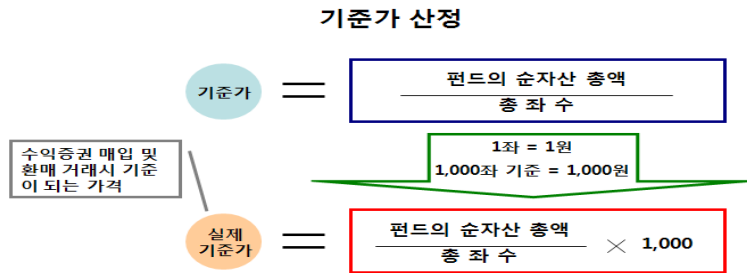 기준가 산정
기준가
펀드의 순자산 총액
총 좌 수
1좌 = 1원
1,000좌 기준 = 1,000원
수익증권 매입 및
환매 거래시 기준
이 되는 가격
실제
기준가
펀드의 순자산 총액
총 좌 수
× 1,000